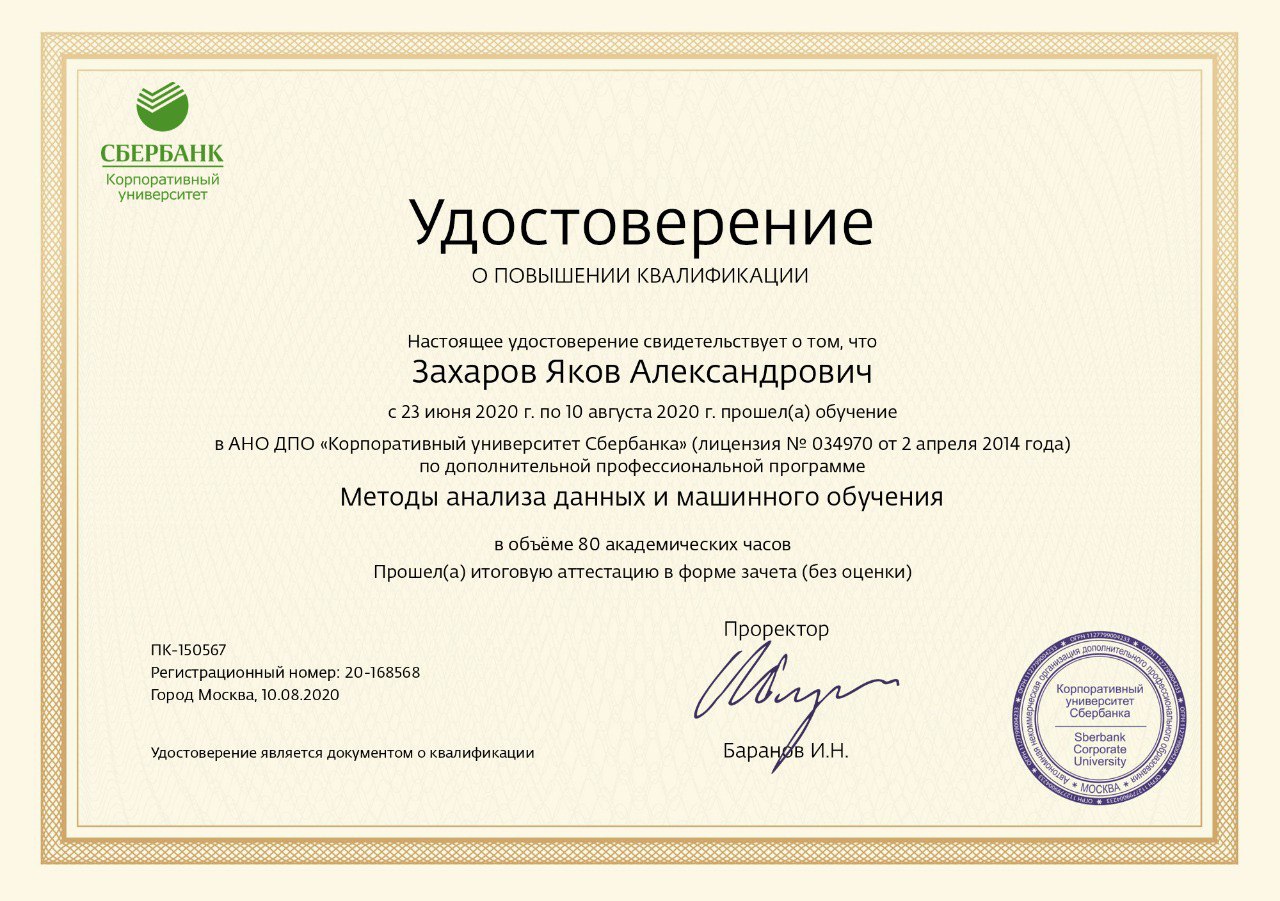 СБЕРБАНК
Корпоративный
университет
Удостоверение
О ПОВЫШЕНИИ КВАЛИФИКАЦИИ
Настоящее удостоверение свидетельствует о том, что
Захаров Яков Александрович
с 23 июня 2020 г. по 10 августа 2020 г. прошел(а) обучение
в АНО ДПО «Корпоративный университет Сбербанка» (лицензия № 034970 от 2 апреля 2014 года)
по дополнительной профессиональной программе
Методы анализа данных и машинного обучения
в объёме 80 академических часов
Прошел(а) итоговую аттестацию в форме зачета (без оценки)
ПК-150567
Регистрационный номер: 20-168568
Город Москва, 10.08.2020
Удостоверение является документом о квалификации
Проректор
Баранов И.Н.
ОГРН 1127799004233
Автономная некоммерческая организация дополнительного профессионального образования
Корпоративный
университет
Сбербанка
Sberbank
Corporate
University
* МОСКВА *